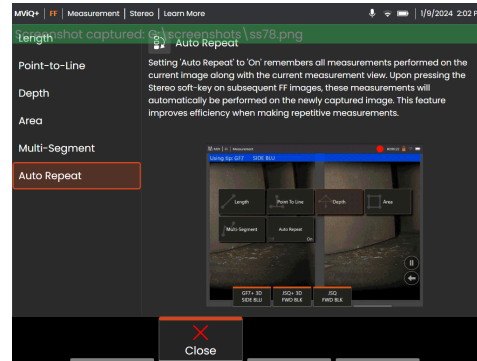 MViQ+ FF Measurement Stereo Learn More 1/9/2024 2:02 P
Screenshot captured: G:\screenshots\ss78.png
Length
Auto Repeat
Setting 'Auto Repeat' to 'On' remembers all measurements performed on the
current image along with the current measurement view. Upon pressing the
Stereo soft-key on subsequent FF images, these measurements will
automatically be performed on the newly captured image. This feature
improves efficiency when making repetitive measurements.
Point-to-Line
Depth
Area
Multi-Segment
Auto Repeat
Using tip: GF7 SIDE BLU
Length
Point To Line
Depth
Area
Multi-Segment
Auto Repeat
On
GF7+ 3D
SIDE BLU
JSQ+ 3D
FWD BLK
JSQ
FWD BLK
Close